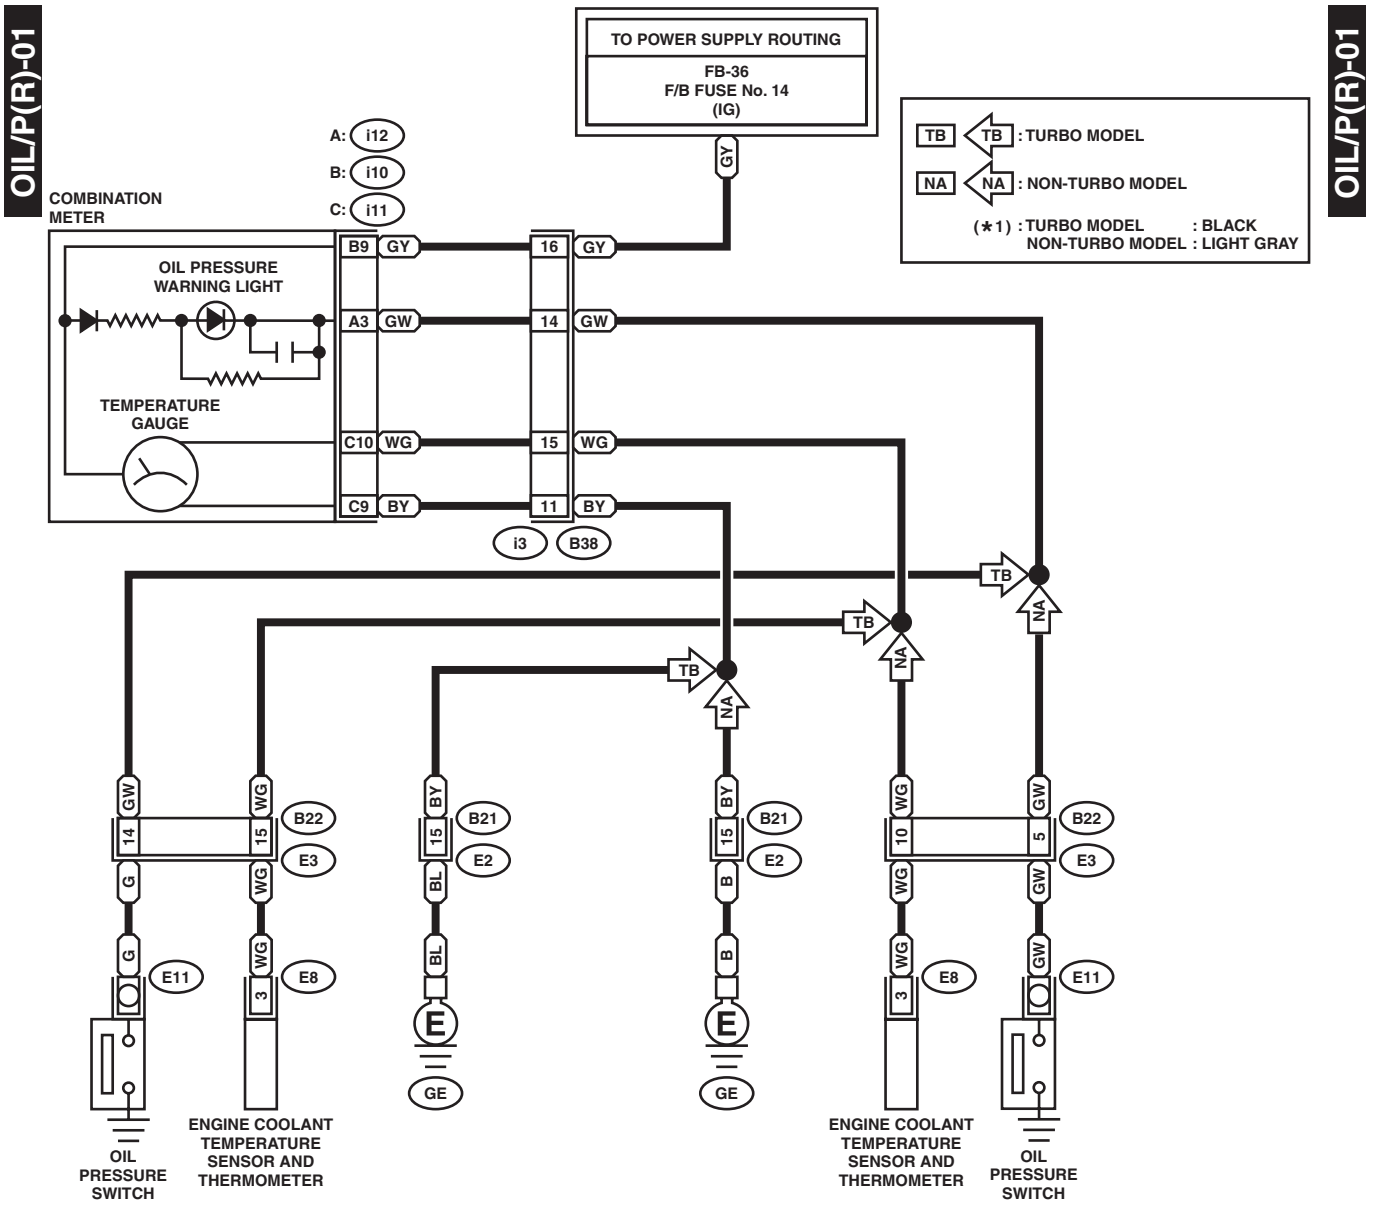 OIL/P(R)-01
OIL/P(R)-01
TO POWER SUPPLY ROUTING
FB-36
F/B FUSE No. 14
(IG)
GY
TB TB : TURBO MODEL
NA NA : NON-TURBO MODEL
(*1) : TURBO MODEL : BLACK
NON-TURBO MODEL : LIGHT GRAY
A: i12
B: i10
C: i11
COMBINATION
METER
B9 GY 16 GY
OIL PRESSURE
WARNING LIGHT
A3 GW 14 GW
TEMPERATURE
GAUGE
C10 WG 15 WG
C9 BY 11 BY
i3 B38
TB
NA
TB
NA
TB
NA
GW WG BY BY WG GW
14 15 B22 15 B21 15 B21 10 5 B22
E3 E2 E2 E3
G WG BL B WG GW
G WG BL B WG GW
E11 3 E8 3 E8 E11
E E
GE GE
OIL
PRESSURE
SWITCH
ENGINE COOLANT
TEMPERATURE
SENSOR AND
THERMOMETER
ENGINE COOLANT
TEMPERATURE
SENSOR AND
THERMOMETER
OIL
PRESSURE
SWITCH